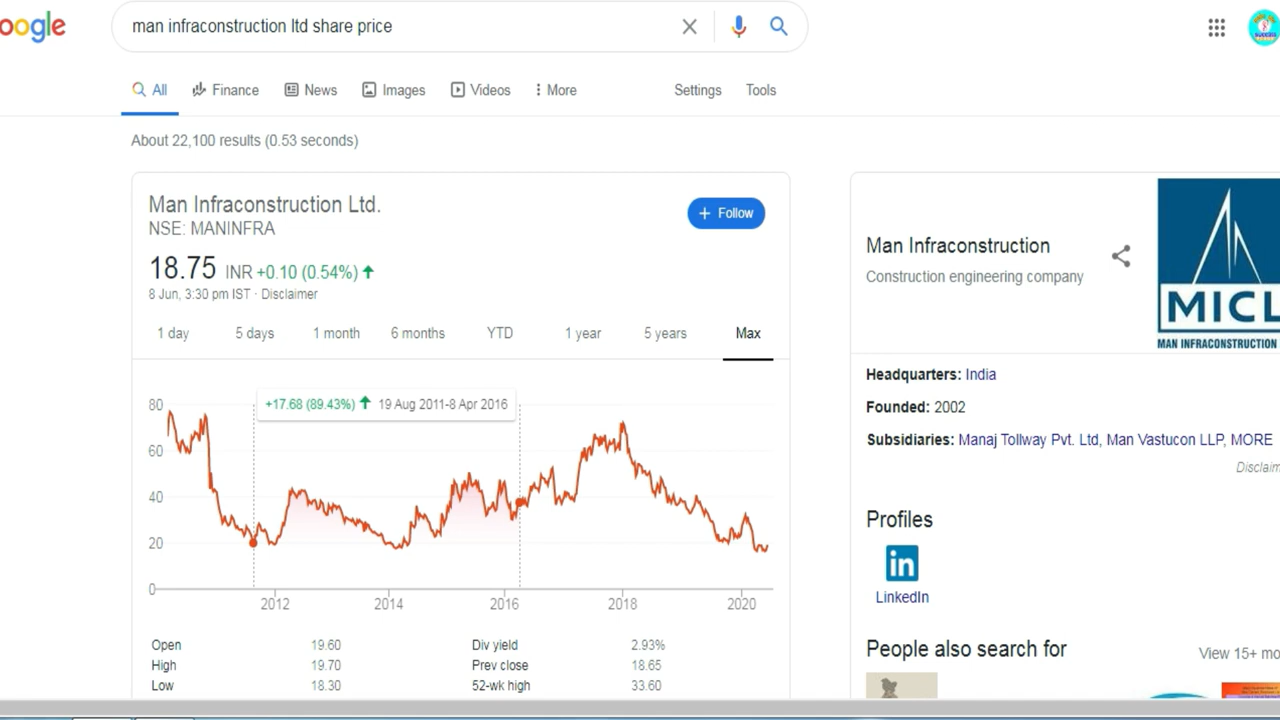 oogle
man infraconstruction ltd share price
All Finance News Images Videos More Settings Tools
About 22,100 results (0.53 seconds)
Man Infraconstruction Ltd.
NSE: MANINFRA
+ Follow
18.75 INR +0.10 (0.54%)
8 Jun, 3:30 pm IST · Disclaimer
1 day 5 days 1 month 6 months YTD 1 year 5 years Max
+17.68 (89.43%) 19 Aug 2011-8 Apr 2016
80
60
40
20
0
2012 2014 2016 2018 2020
Open 19.60 Div yield 2.93%
High 19.70 Prev close 18.65
Low 18.30 52-wk high 33.60
Man Infraconstruction
Construction engineering company
MICL
MAN INFRACONSTRUCTION
Headquarters: India
Founded: 2002
Subsidiaries: Manaj Tollway Pvt. Ltd, Man Vastucon LLP, MORE
Disclaim
Profiles
in
LinkedIn
People also search for View 15+ mo